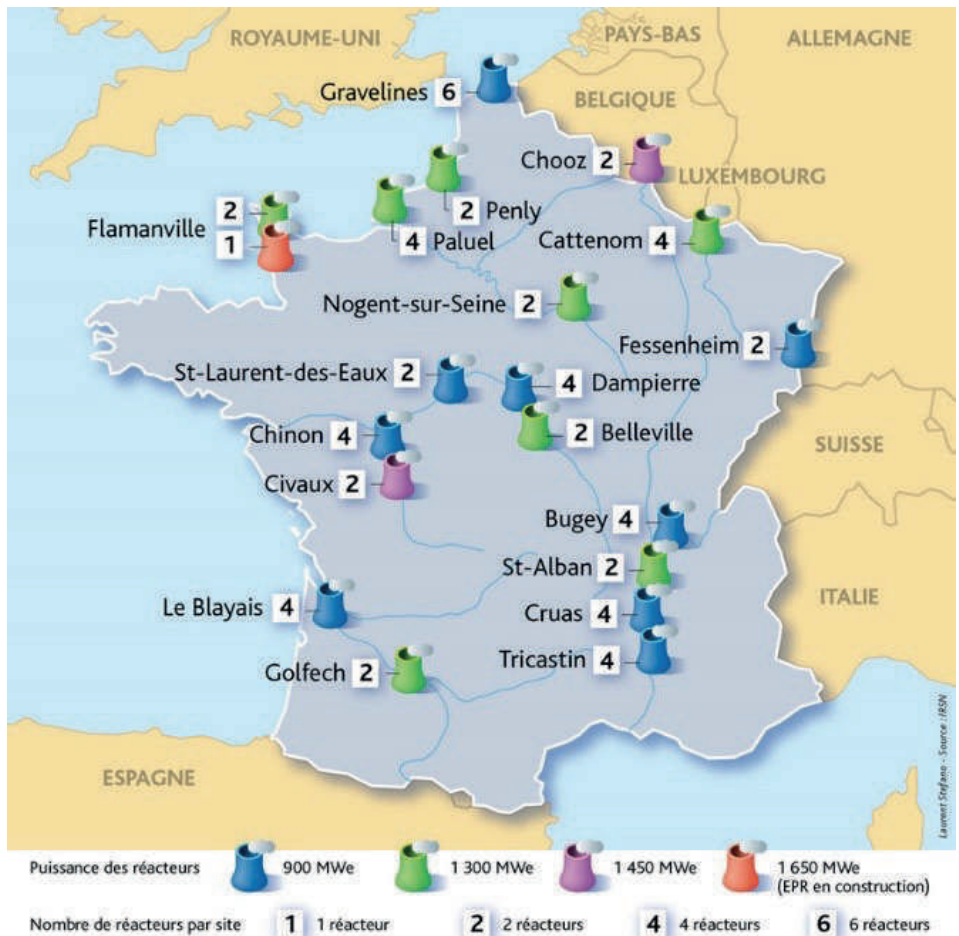 ROYAUME-UNI
PAYS-BAS
ALLEMAGNE
Gravelines 6
BELGIQUE
Chooz 2
LUXEMBOURG
2
Flamanville
1
2 Penly
4 Paluel
Cattenom 4
Nogent-sur-Seine 2
Fessenheim 2
St-Laurent-des-Eaux 2
4 Dampierre
Chinon 4
2 Belleville
SUISSE
Civaux 2
Bugey 4
St-Alban 2
Le Blayais 4
Cruas 4
ITALIE
Golfech 2
Tricastin 4
ESPAGNE
Laurent Stefano - Source : IRSN
Puissance des réacteurs 900 MWe 1 300 MWe 1 450 MWe 1 650 MWe
(EPR en construction)
Nombre de réacteurs par site 1 1 réacteur 2 2 réacteurs 4 4 réacteurs 6 6 réacteurs